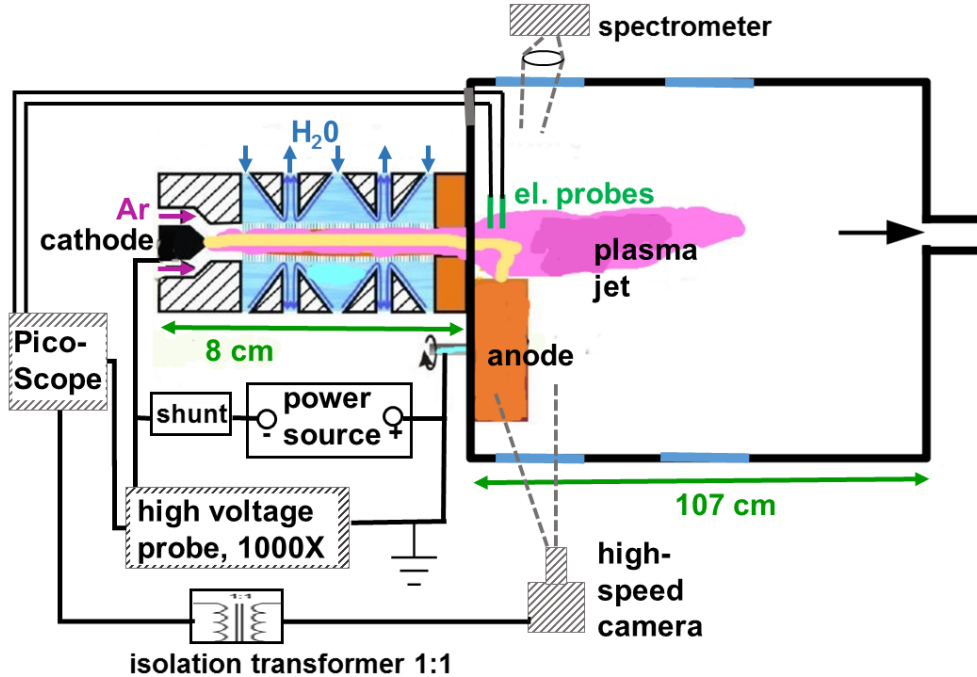 spectrometer
H20
el. probes
Ar
cathode
plasma
jet
8 cm
anode
Pico-
Scope
shunt
power
source
- +
107 cm
high voltage
probe, 1000X
high-
speed
camera
1:1
isolation transformer 1:1